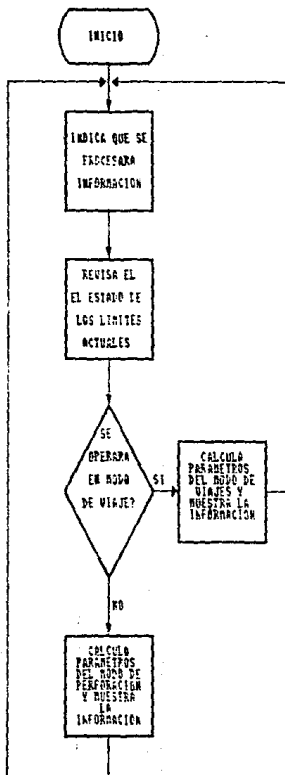 INICIO
INDICA QUE SE
PROCESARA
INFORMACION
REVISA EL
EL ESTADO DE
LOS LIMITES
ACTUALES
SE
OPERARA
EN MODO
DE VIAJE?
SI
CALCULA
PARAMETROS
DEL MODO DE
VIAJES Y
MUESTRA LA
INFORMACION
NO
CALCULA
PARAMETROS
DEL MODO DE
PERFORACION
Y MUESTRA
LA
INFORMACION